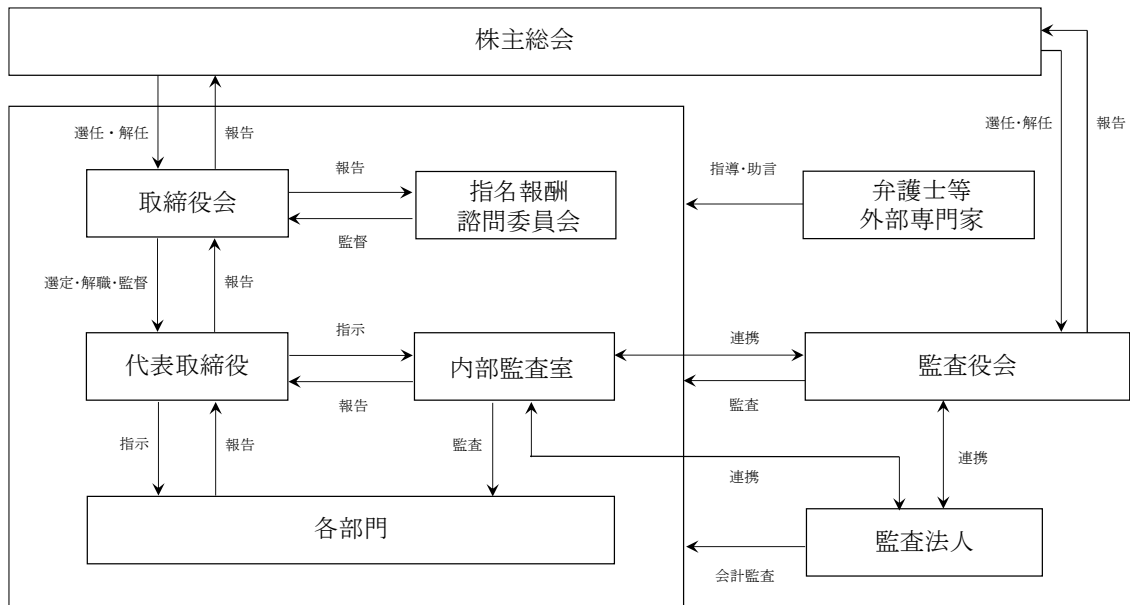 株主総会
選任・解任
報告
選任・解任
報告
取締役会
報告
監督
指名報酬
諮問委員会
指導・助言
弁護士等
外部専門家
選定・解職・監督
報告
代表取締役
指示
報告
内部監査室
連携
監査
監査役会
指示
報告
監査
連携
連携
各部門
監査法人
会計監査